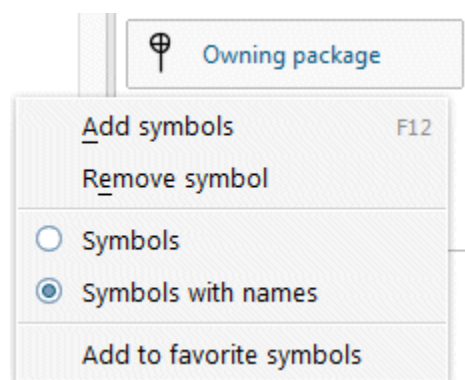 Owning package
Add symbols F12
Remove symbol
Symbols
Symbols with names
Add to favorite symbols